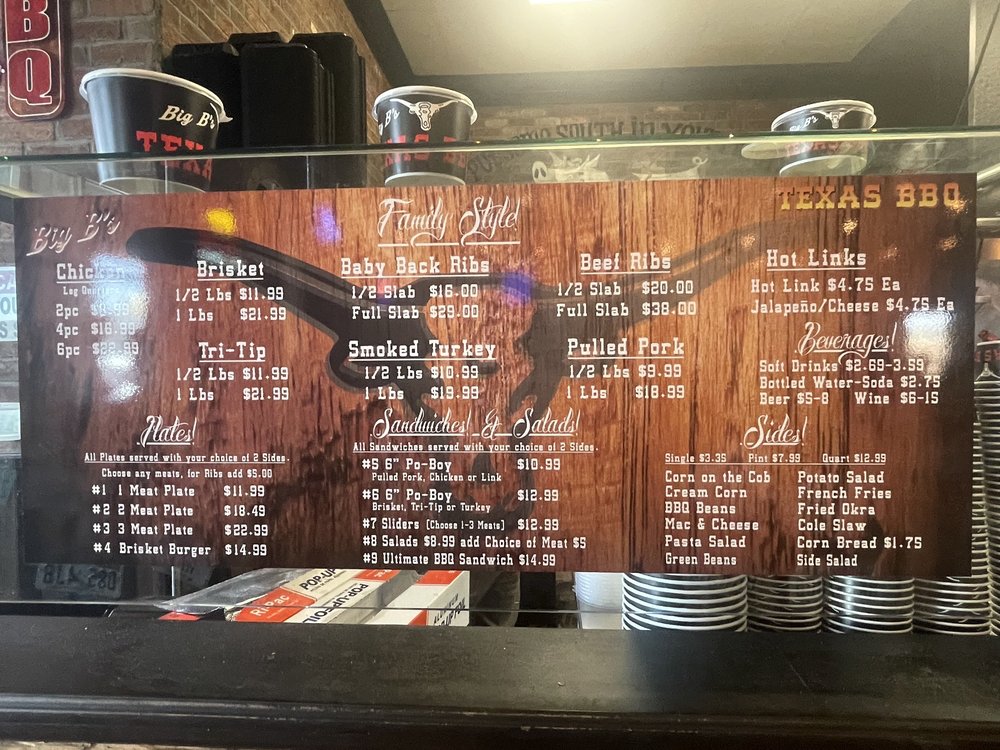 BQ
Big B's
TEXA
Big B's
Big B's
TEXAS BBQ
Family Style!
Chicken
Leg Quarters
2pc $8.99
4pc $16.99
6pc $22.99
Brisket
1/2 Lbs $11.99
1 Lbs $21.99
Tri-Tip
1/2 Lbs $11.99
1 Lbs $21.99
Baby Back Ribs
1/2 Slab $16.00
Full Slab $29.00
Smoked Turkey
1/2 Lbs $10.99
1 Lbs $19.99
Beef Ribs
1/2 Slab $20.00
Full Slab $38.00
Pulled Pork
1/2 Lbs $9.99
1 Lbs $18.99
Hot Links
Hot Link $4.75 Ea
Jalapeño/Cheese $4.75 Ea
Beverages!
Soft Drinks $2.69-3.59
Bottled Water-Soda $2.75
Beer $5-8 Wine $6-15
Plates!
All Plates served with your choice of 2 Sides.
Choose any meats, for Ribs add $5.00
#1 1 Meat Plate $11.99
#2 2 Meat Plate $18.49
#3 3 Meat Plate $22.99
#4 Brisket Burger $14.99
Sandwiches! & Salads!
All Sandwiches served with your choice of 2 Sides.
#5 6" Po-Boy $10.99
Pulled Pork, Chicken or Link
#6 6" Po-Boy $12.99
Brisket, Tri-Tip or Turkey
#7 Sliders [Choose 1-3 Meats] $12.99
#8 Salads $8.99 add Choice of Meat $5
#9 Ultimate BBQ Sandwich $14.99
Sides!
Single $3.35 Pint $7.99 Quart $12.99
Corn on the Cob Potato Salad
Cream Corn French Fries
BBQ Beans Fried Okra
Mac & Cheese Cole Slaw
Pasta Salad Corn Bread $1.75
Green Beans Side Salad
POP-UP